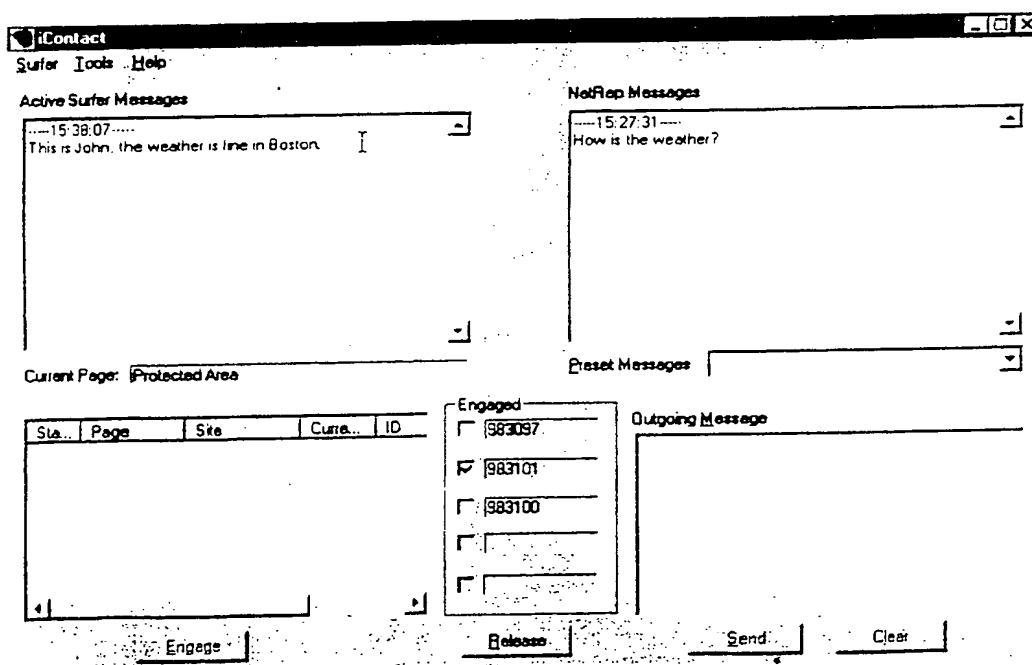 iContact
Surfer Tools Help
Active Surfer Messages
-----15:38:07-----
This is John, the weather is fine in Boston.
NetRep Messages
-----15:27:31-----
How is the weather?
Current Page: Protected Area
Preset Messages
Sta... Page Site Curre... ID
Engaged
983097
983101
983100
Outgoing Message
Engage
Release
Send
Clear